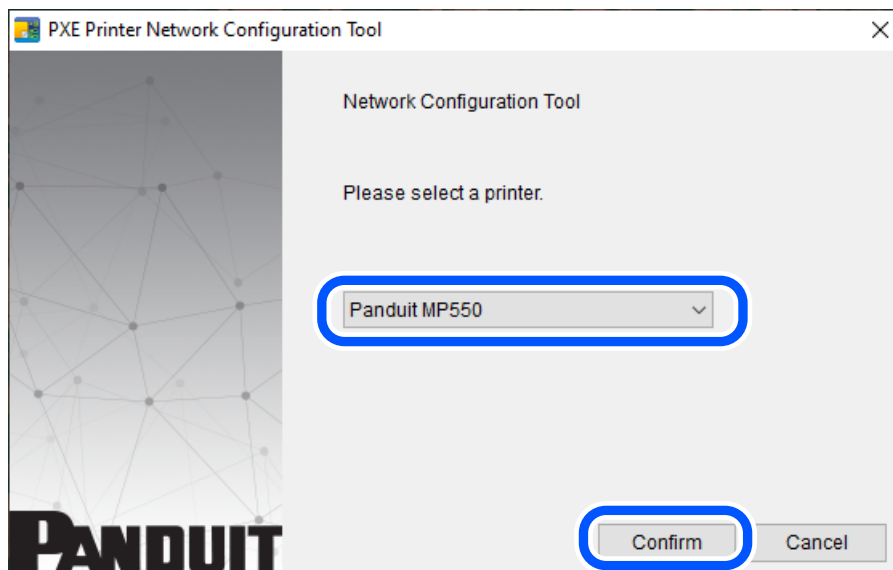 PXE Printer Network Configuration Tool
Network Configuration Tool
Please select a printer.
Panduit MP550
PANDUIT
Confirm
Cancel